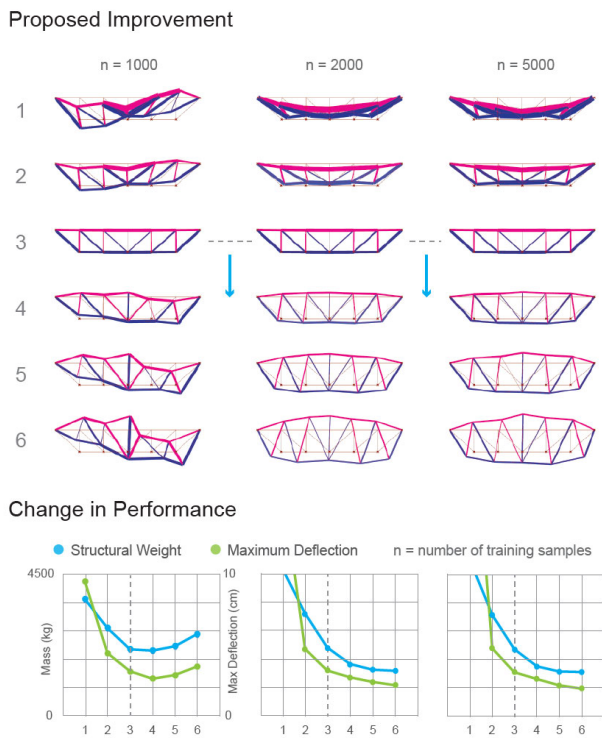 Proposed Improvement
n = 1000 n = 2000 n = 5000
1
2
3
4
5
6
Change in Performance
Structural Weight Maximum Deflection n = number of training samples
4500 10
Mass (kg) Max Deflection (cm)
0 0
1 2 3 4 5 6 1 2 3 4 5 6 1 2 3 4 5 6